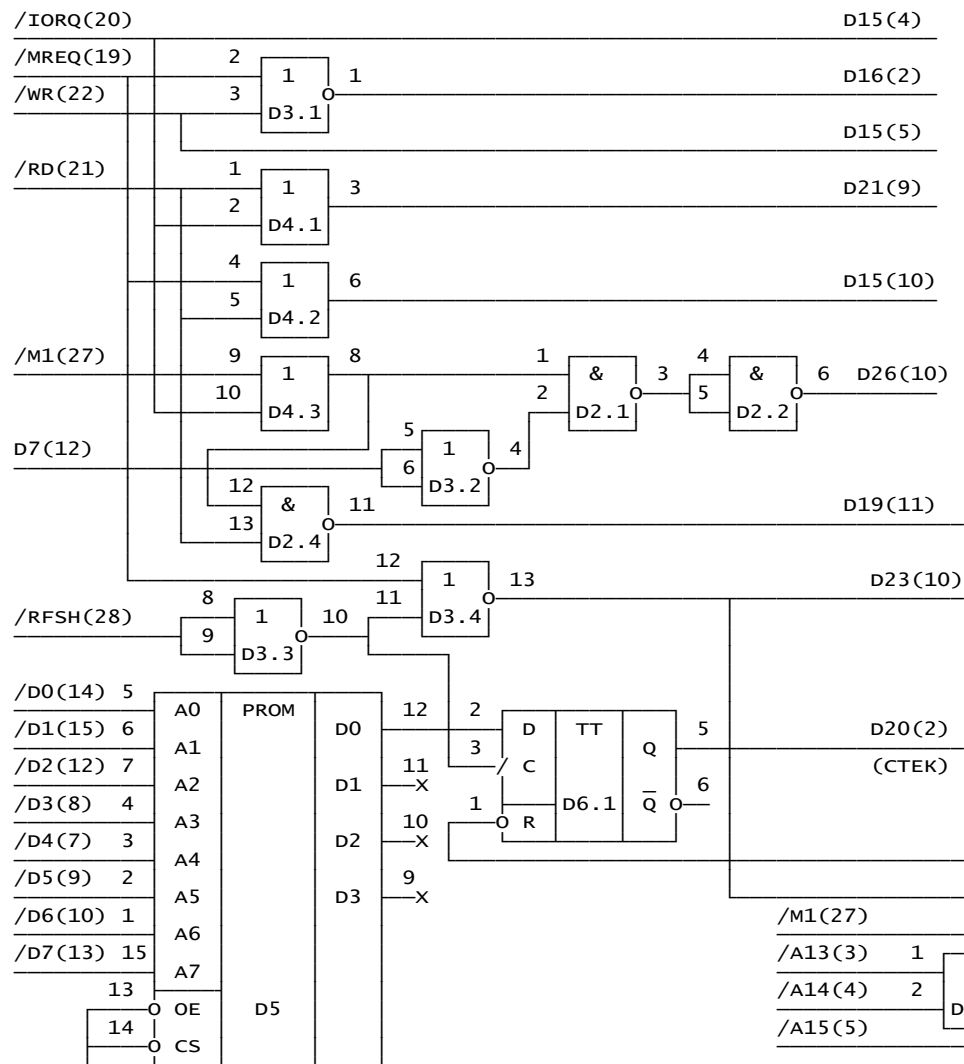 /IORQ(20) D15(4)
/MREQ(19) 2
1 1 D16(2)
/WR(22) 3 O
D3.1
D15(5)
/RD(21) 1
1 3 D21(9)
2
D4.1
4
1 6 D15(10)
5
D4.2
/M1(27) 9 8 1 4
1 & 3 & 6 D26(10)
10 2 O 5 O
D4.3 D2.1 D2.2
5
D7(12) 1 4
6 O
12 D3.2
& 11 D19(11)
13 O
D2.4
12
1 13 D23(10)
8 11 O
/RFSH(28) 1 10 D3.4
9 O
D3.3
/D0(14) 5
A0 PROM 12 2
/D1(15) 6 D0 D TT 5 D20(2)
A1 3 Q
/D2(12) 7 11 / C (СТЕК)
A2 D1 X 6
/D3(8) 4 10 1 D6.1 Q O
A3 D2 X O R
/D4(7) 3
A4 9
/D5(9) 2 D3 X
A5
/D6(10) 1 /M1(27)
A6
/D7(13) 15 /A13(3) 1
A7
13 /A14(4) 2
O OE D5 D
14 /A15(5)
O CS